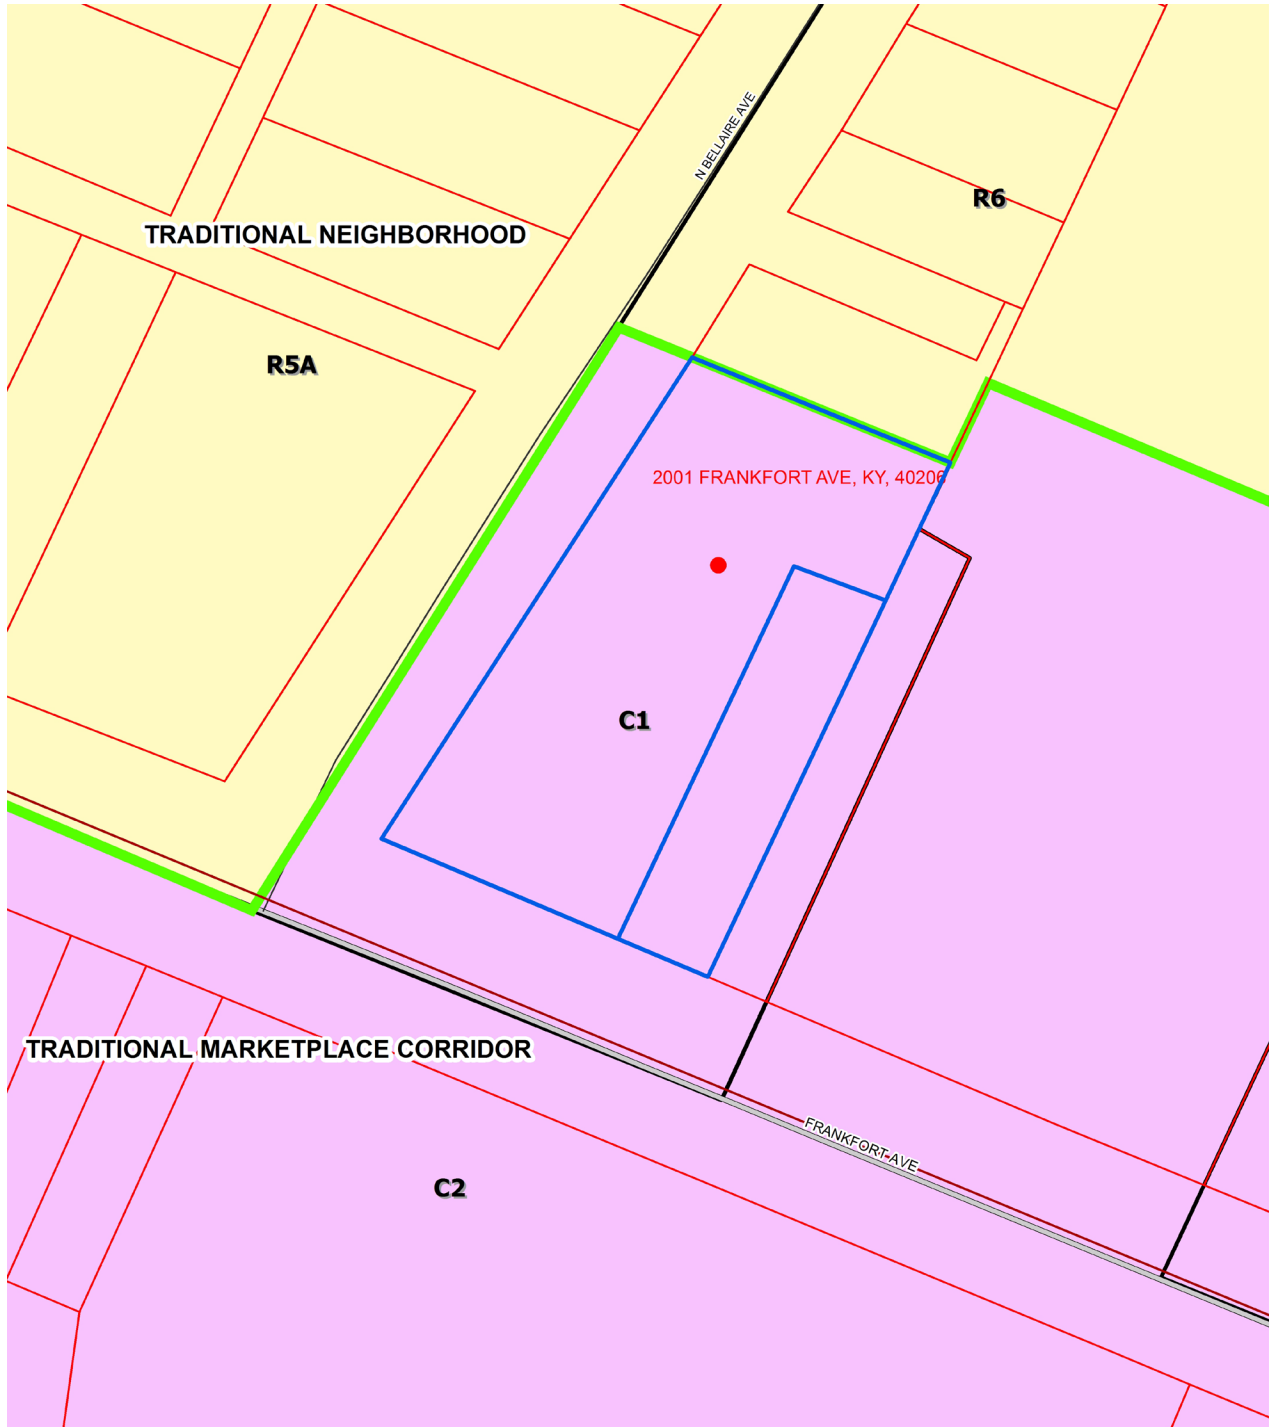 N BELLAIRE AVE
R6
TRADITIONAL NEIGHBORHOOD
R5A
2001 FRANKFORT AVE, KY, 40206
C1
TRADITIONAL MARKETPLACE CORRIDOR
FRANKFORT AVE
C2